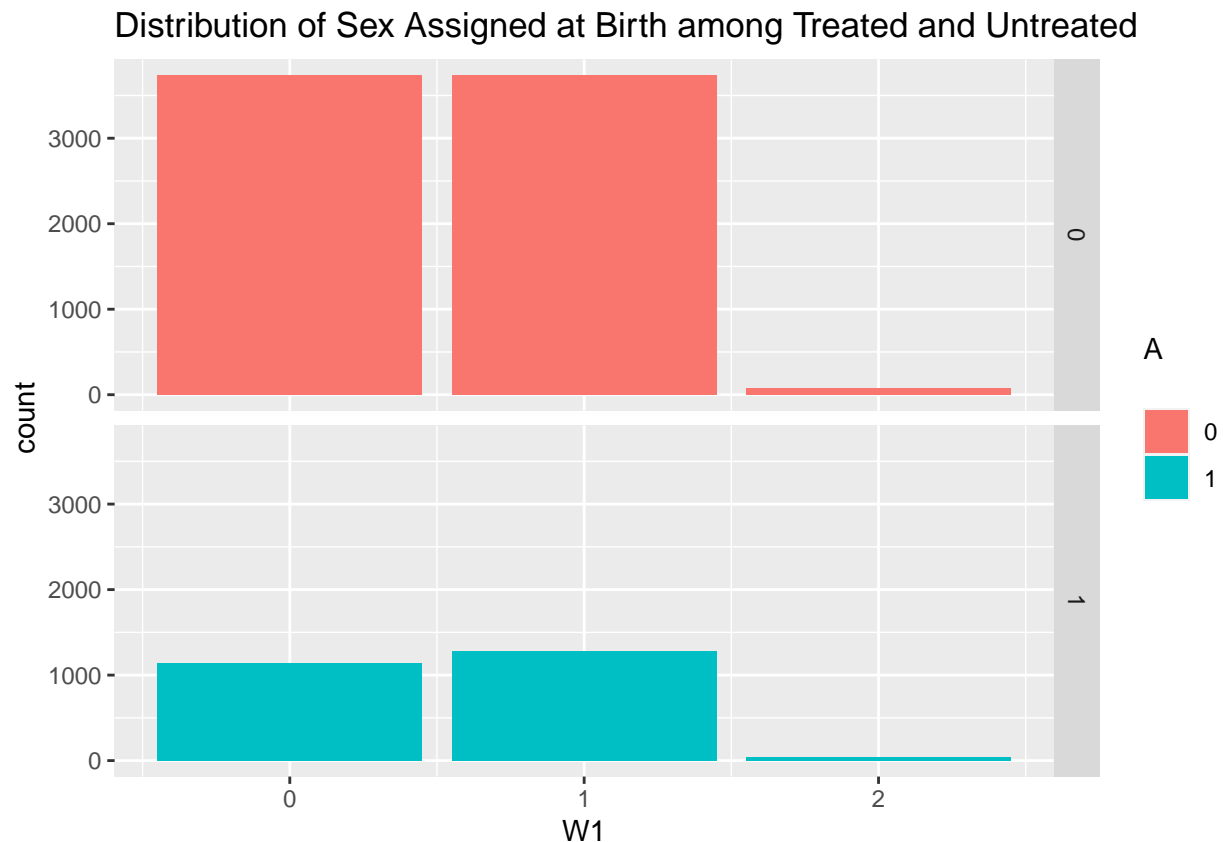 Distribution of Sex Assigned at Birth among Treated and Untreated
3000
2000
1000
0
0
3000
2000
1000
0
1
count
0 1 2
W1
A
0
1